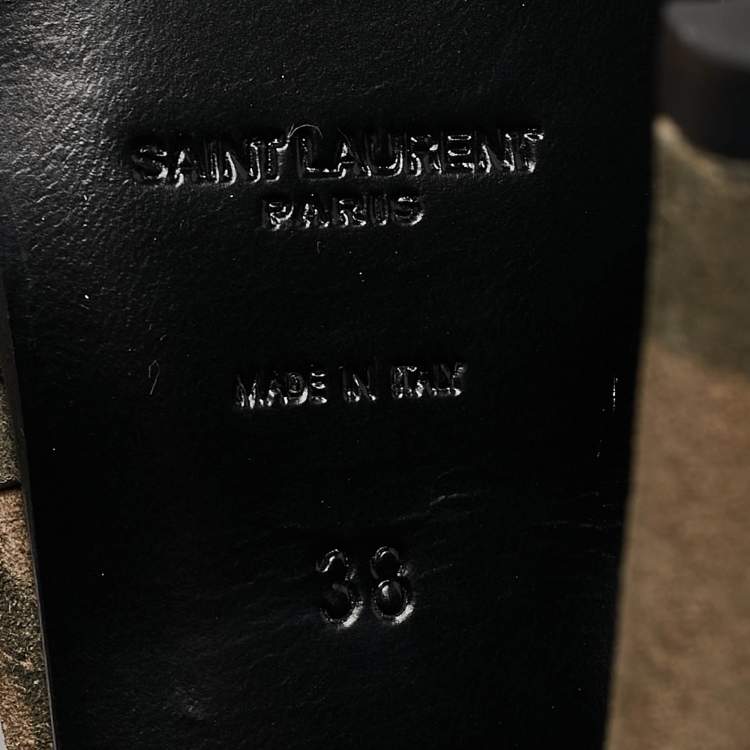 SAINT LAURENT
PARIS
MADE IN ITALY
38